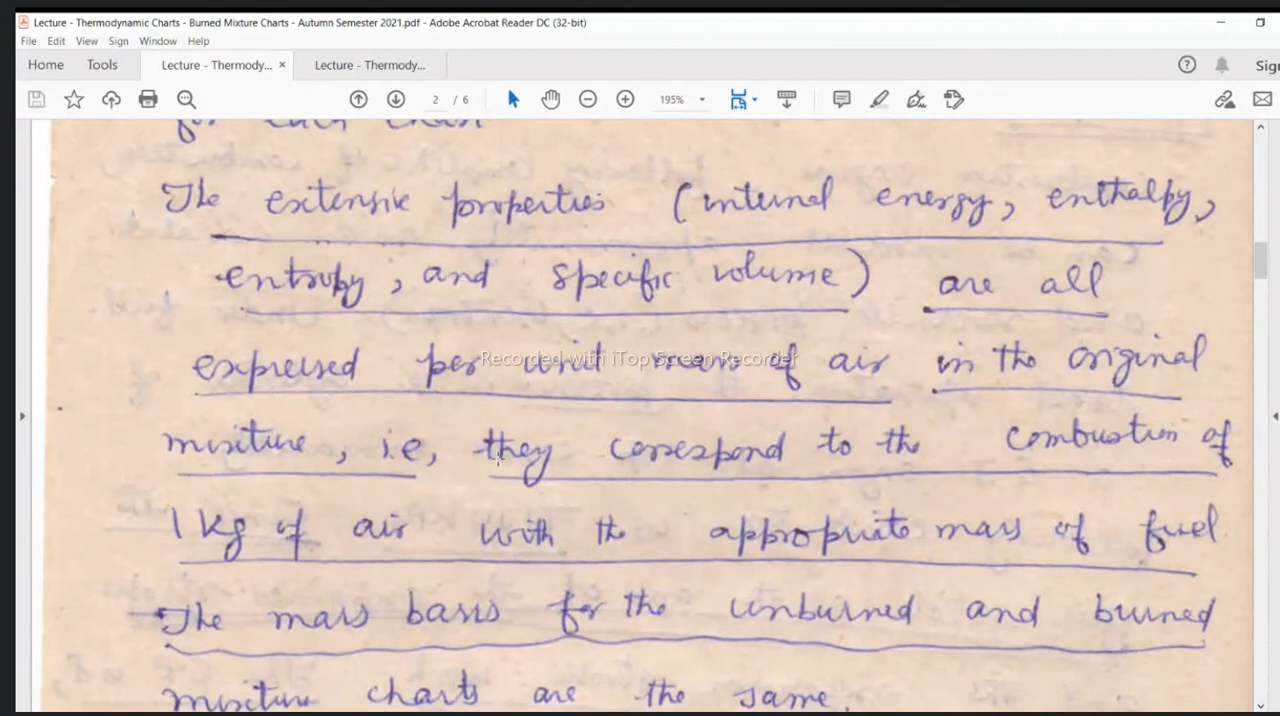 Lecture - Thermodynamic Charts - Burned Mixture Charts - Autumn Semester 2021.pdf - Adobe Acrobat Reader DC (32-bit)
File Edit View Sign Window Help
Home Tools Lecture - Thermody... × Lecture - Thermody... Sign
2 / 6 195%
for each chart
The extensive properties (internal energy, enthalpy,
entropy, and specific volume) are all
expressed per unit mass of air in the original
mixture, i.e, they correspond to the combustion of
1 kg of air with the appropriate mass of fuel
The mass basis for the unburned and burned
mixture charts are the same.
Recorded with iTop Screen Recorder